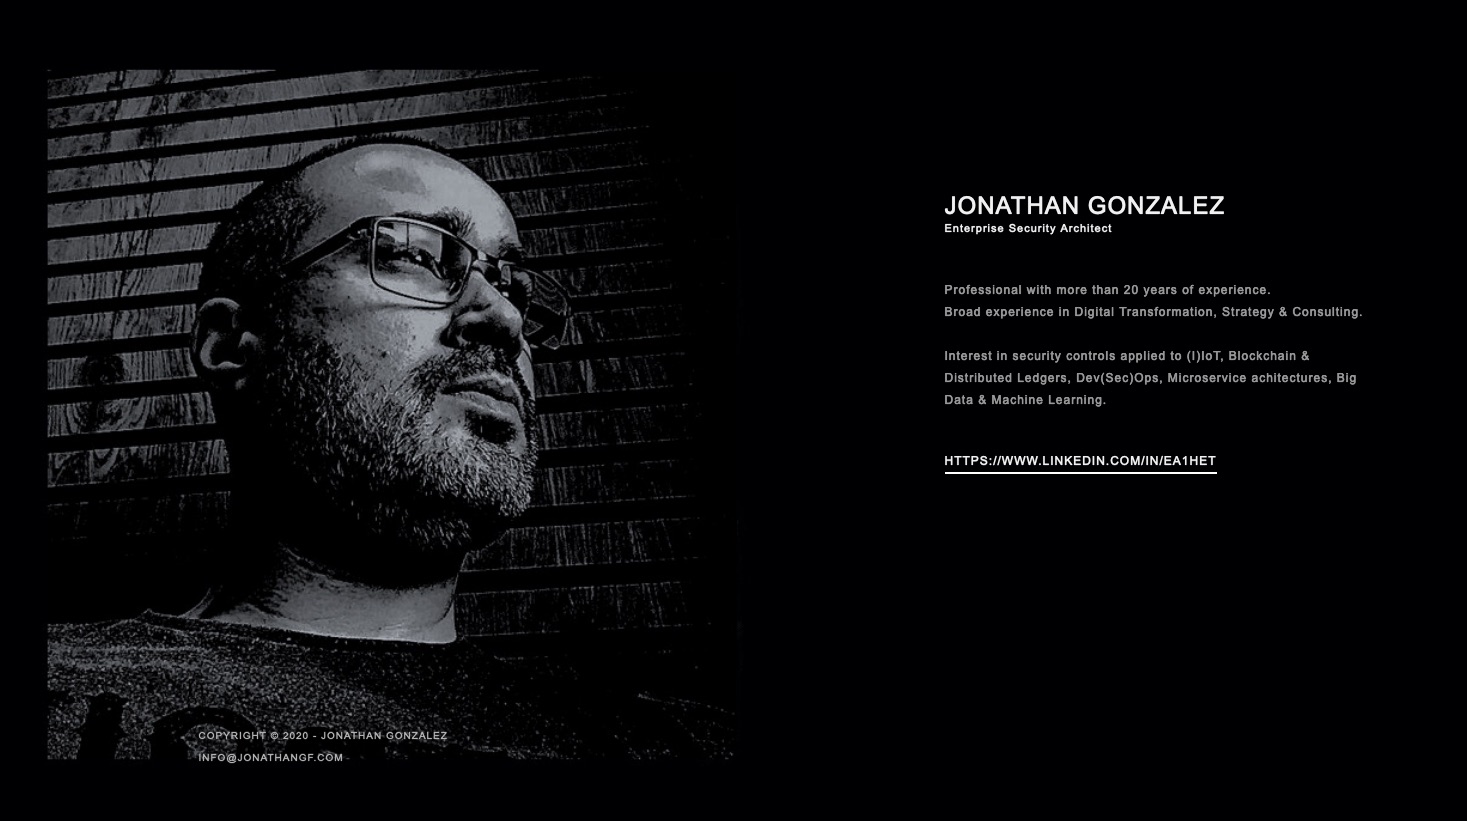 JONATHAN GONZALEZ
Enterprise Security Architect
Professional with more than 20 years of experience.
Broad experience in Digital Transformation, Strategy & Consulting.
Interest in security controls applied to (I)IoT, Blockchain &
Distributed Ledgers, Dev(Sec)Ops, Microservice achitectures, Big
Data & Machine Learning.
HTTPS://WWW.LINKEDIN.COM/IN/EA1HET
COPYRIGHT © 2020 - JONATHAN GONZALEZ
INFO@JONATHANGF.COM